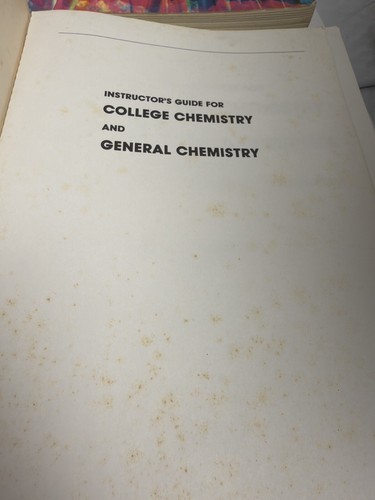 INSTRUCTOR'S GUIDE FOR
COLLEGE CHEMISTRY
AND
GENERAL CHEMISTRY